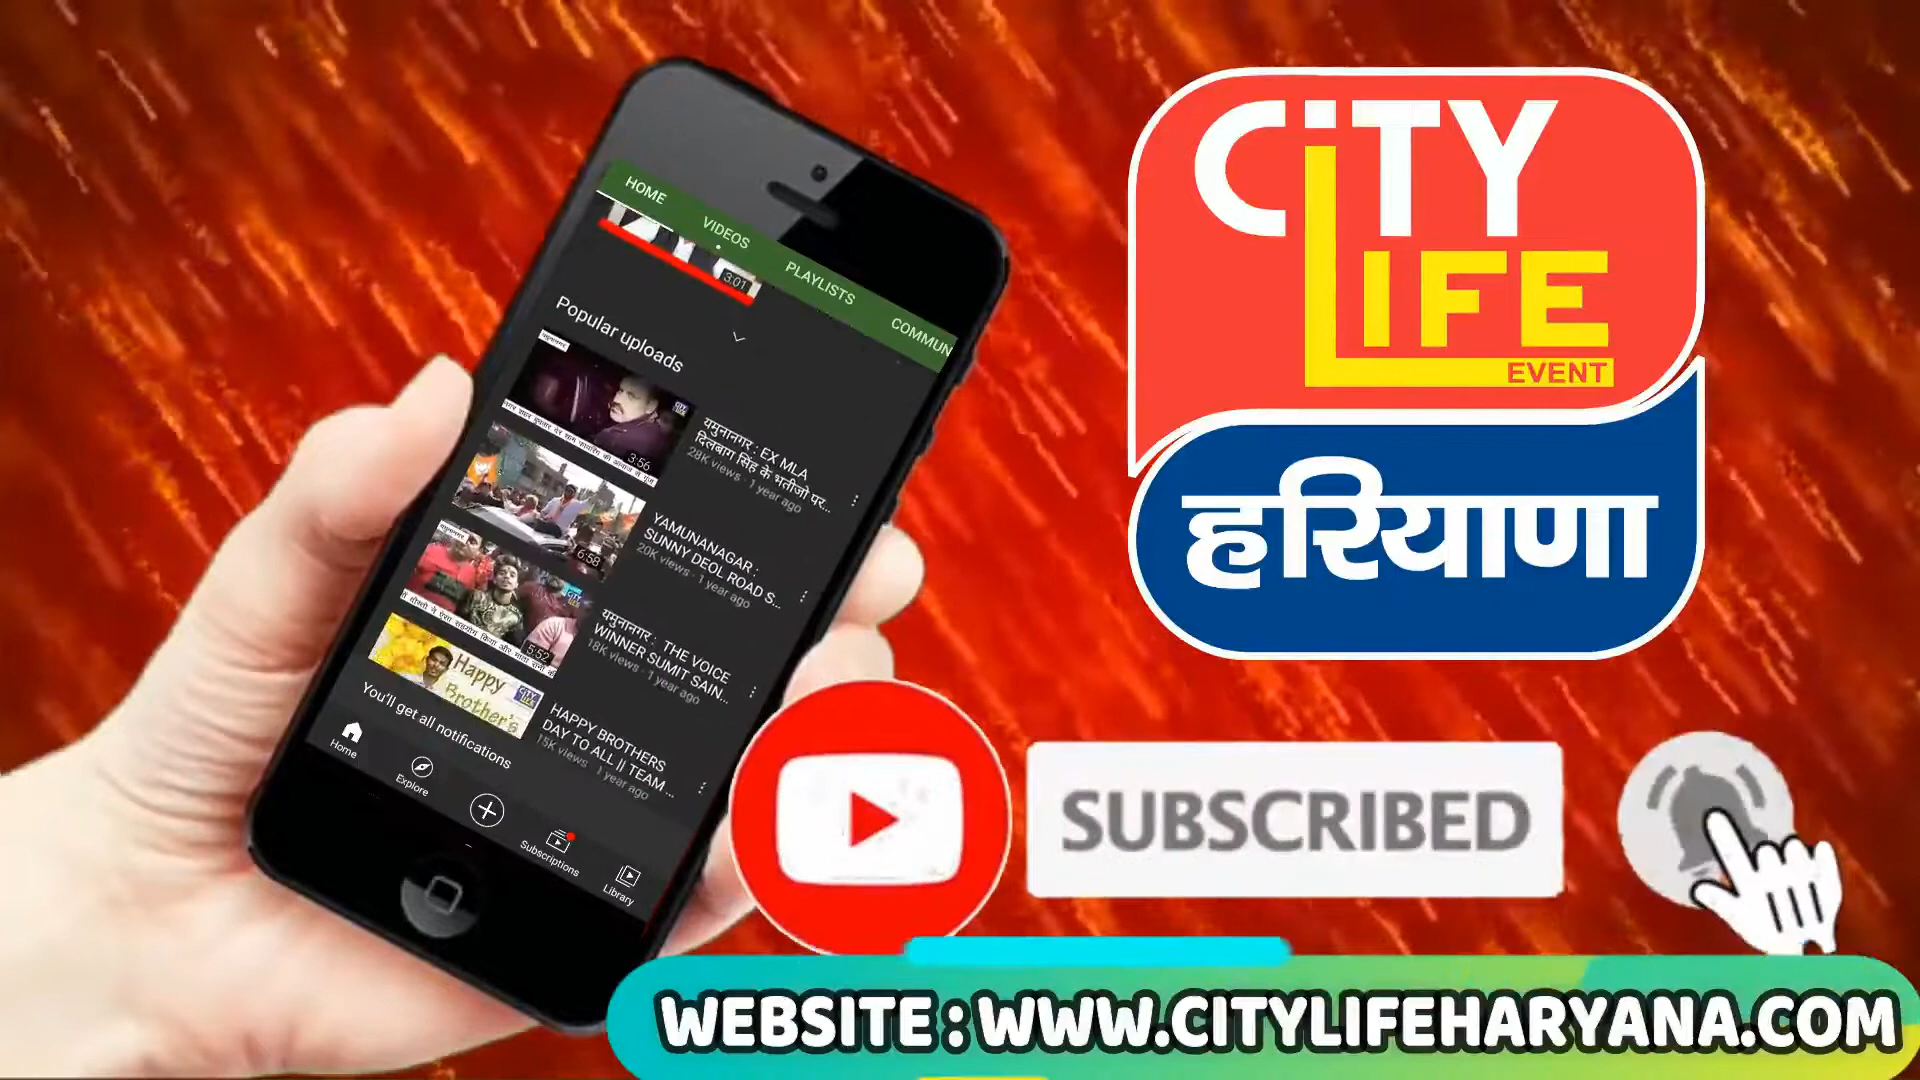 HOME
VIDEOS
PLAYLISTS
COMMUN
3:01
Popular uploads
यमुनानगर
3:56
यमुनानगर : EX MLA
दिलबाग सिंह के भतीजो पर...
28K views · 1 year ago
6:58
YAMUNANAGAR :
SUNNY DEOL ROAD S...
20K views · 1 year ago
यमुनानगर
5:52
यमुनानगर : THE VOICE
WINNER SUMIT SAIN...
18K views · 1 year ago
Happy
Brother's
HAPPY BROTHERS
DAY TO ALL || TEAM ...
15K views · 1 year ago
You'll get all notifications
Home
Explore
Subscriptions
Library
CiTY
LIFE
EVENT
हरियाणा
SUBSCRIBED
WEBSITE : WWW.CITYLIFEHARYANA.COM